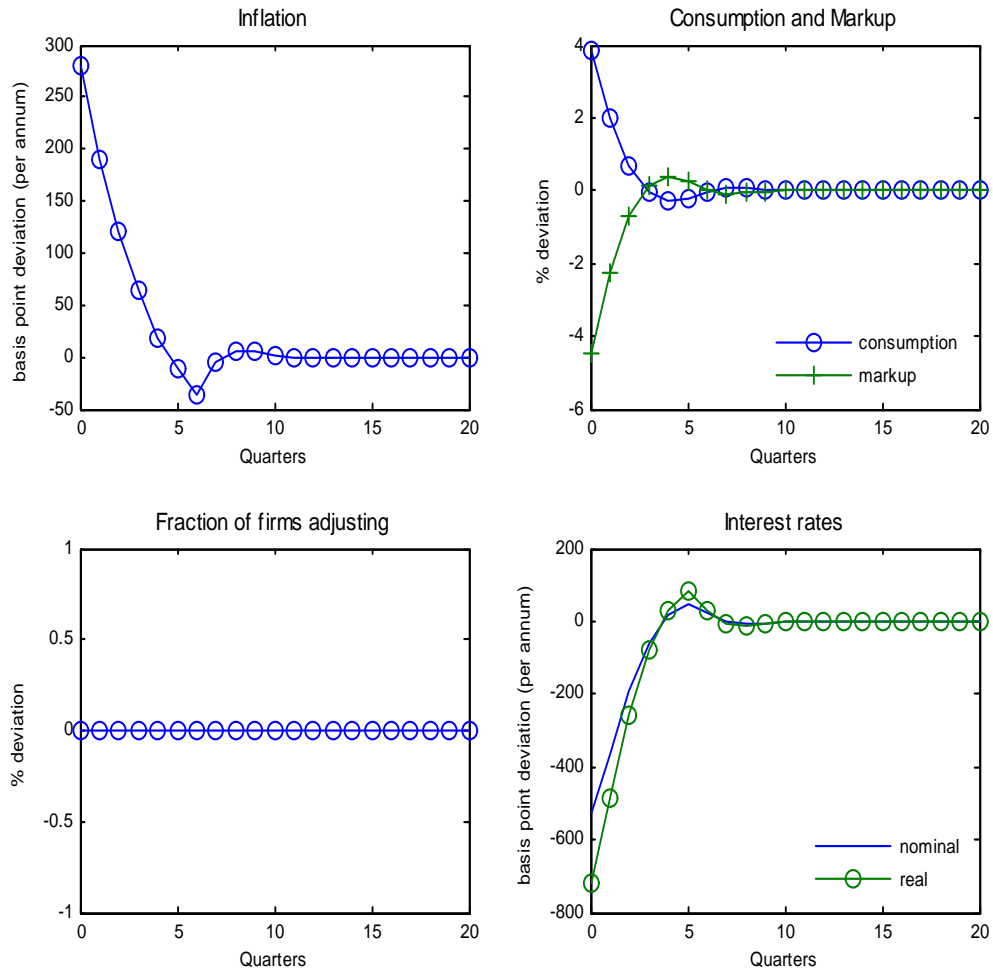 Inflation
300
250
200
150
100
50
0
-50
0 5 10 15 20
basis point deviation (per annum)
Quarters
Consumption and Markup
4
2
0
-2
-4
-6
0 5 10 15 20
% deviation
consumption
markup
Quarters
Fraction of firms adjusting
1
0.5
0
-0.5
-1
0 5 10 15 20
% deviation
Quarters
Interest rates
200
0
-200
-400
-600
-800
0 5 10 15 20
basis point deviation (per annum)
nominal
real
Quarters